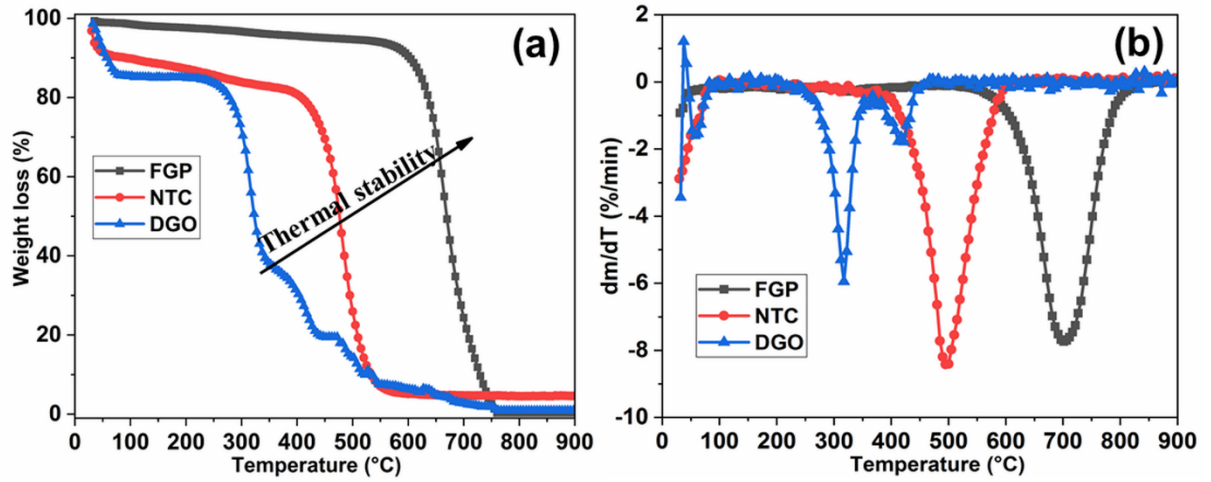 (a)
Weight loss (%)
100
80
60
40
20
0
FGP
NTC
DGO
Thermal stability
0 100 200 300 400 500 600 700 800 900
Temperature (°C)
(b)
dm/dT (%/min)
2
0
-2
-4
-6
-8
-10
FGP
NTC
DGO
0 100 200 300 400 500 600 700 800 900
Temperature (°C)